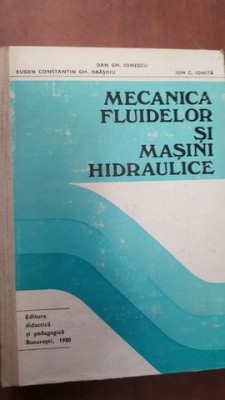 DAN GH. IONESCU
EUGEN CONSTANTIN GH. ISBĂȘOIU ION C. IONIȚĂ
MECANICA
FLUIDELOR
ȘI
MAȘINI
HIDRAULICE
Editura
didactică
și pedagogică
București, 1980